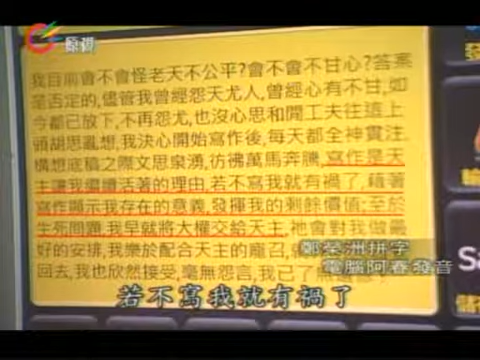 原視
我目前會不會怪老天不公平?會不會不甘心?答案
是否定的,儘管我曾經怨天尤人,曾經心有不甘,如
今都已放下,不再怨尤,也沒心思和閒工夫往這上
頭胡思亂想,我決心開始寫作後,每天都全神貫注.
構想底稿之際文思泉湧,彷彿萬馬奔騰,寫作是天
主讓我繼續活著的理由,若不寫我就有禍了,藉著
寫作顯示我存在的意義,發揮我的剩餘價值;至於
生死問題,我早就將大權交給天主,祂會對我做最
好的安排,我樂於配合天主的寵召,
回去,我也欣然接受,毫無怨言,我已了無
鄭榮洲拼字
電腦阿春發音
若不寫我就有禍了